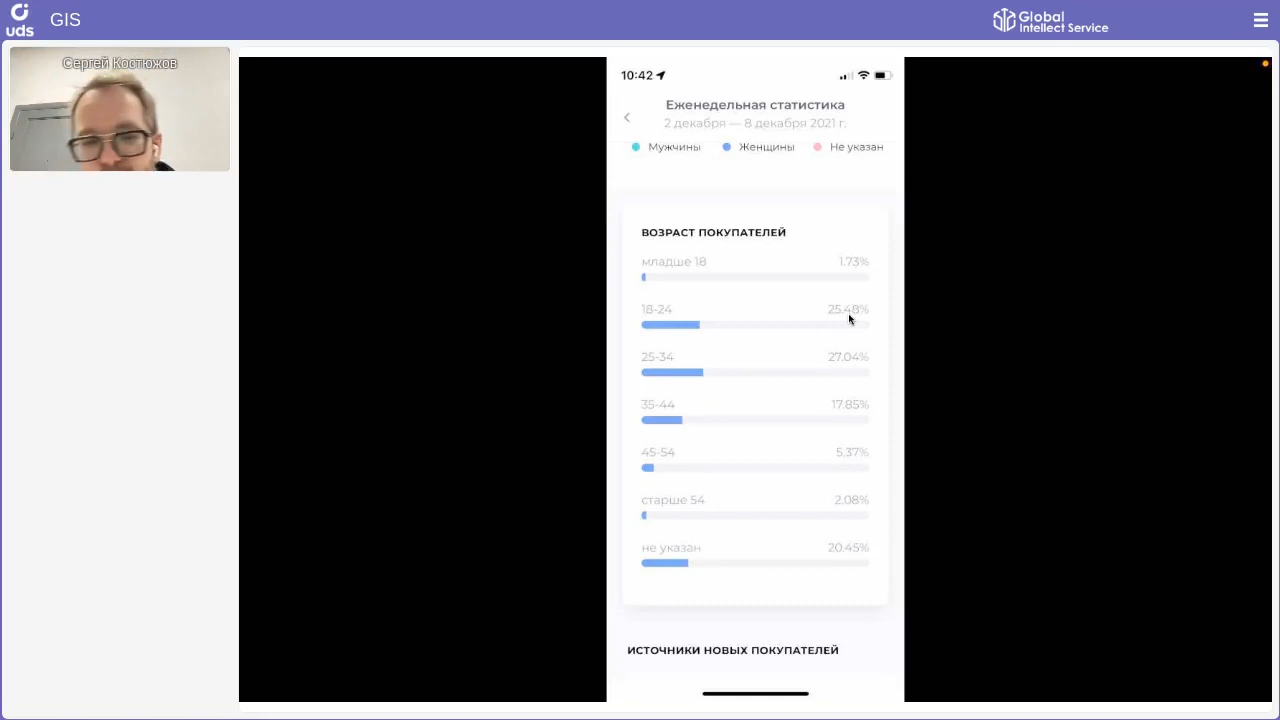 uds
GIS
Global
Intellect Service
Сергей Костюжов
10:42
Еженедельная статистика
2 декабря — 8 декабря 2021 г.
Мужчины Женщины Не указан
ВОЗРАСТ ПОКУПАТЕЛЕЙ
младше 18 1.73%
18-24 25.48%
25-34 27.04%
35-44 17.85%
45-54 5.37%
старше 54 2.08%
не указан 20.45%
ИСТОЧНИКИ НОВЫХ ПОКУПАТЕЛЕЙ